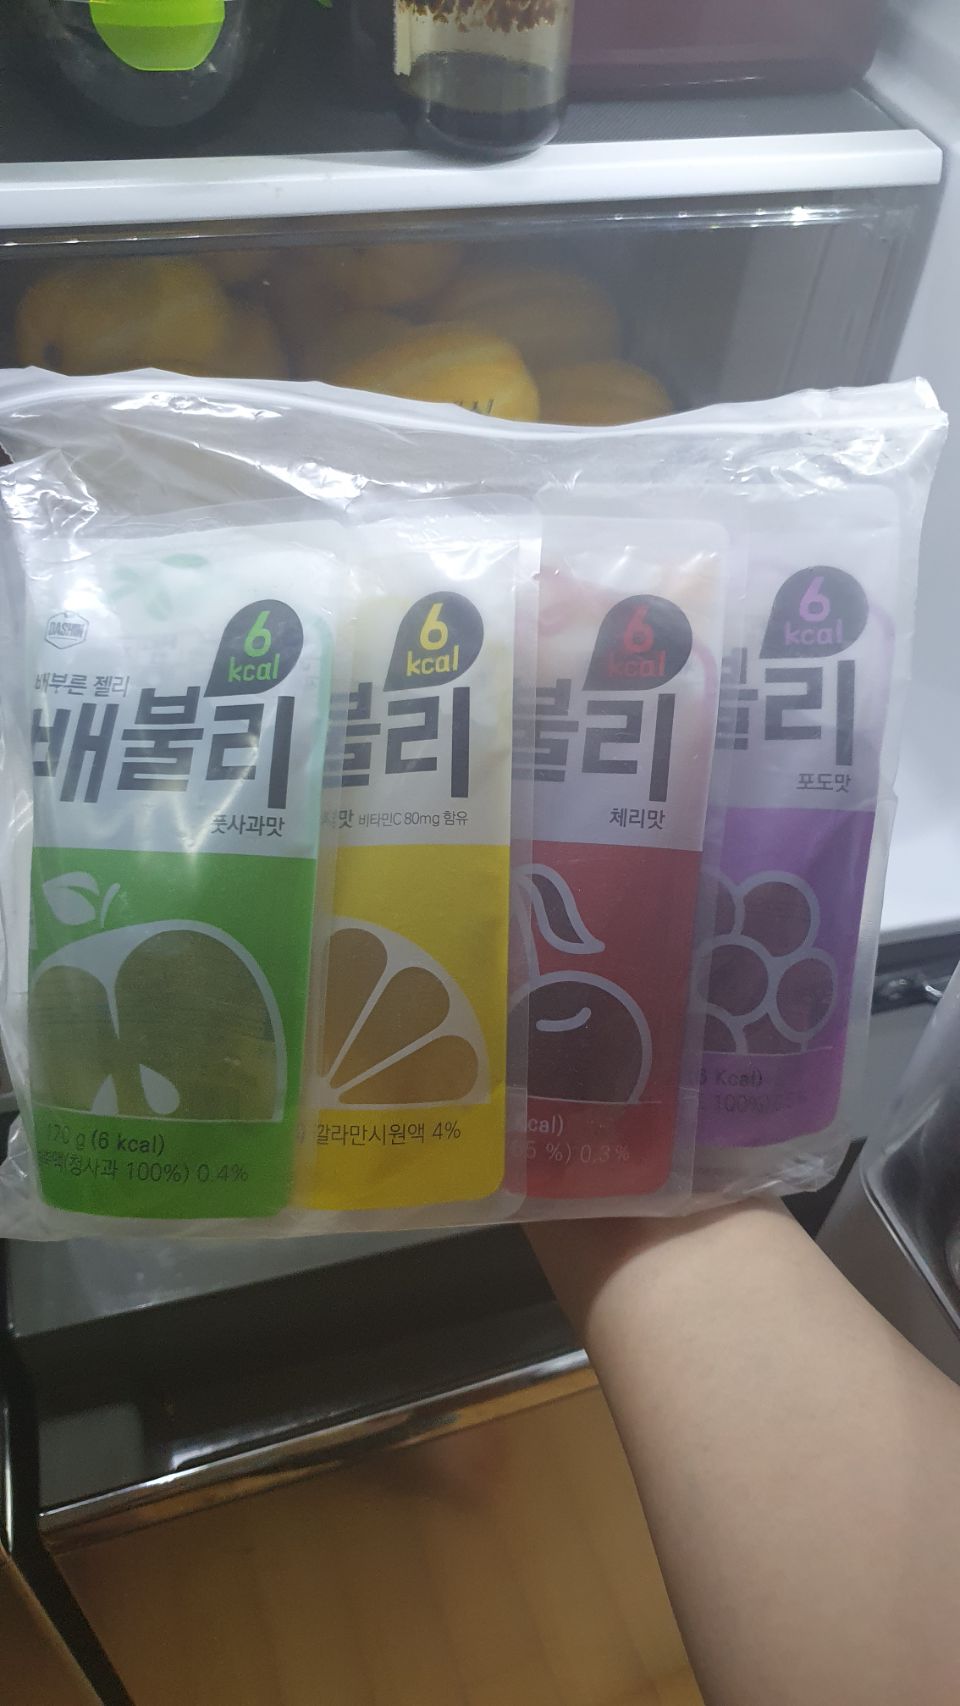 DASHIN
6
kcal
배부른 젤리
배불리
풋사과맛
170 g (6 kcal)
(청사과 100%) 0.4%
6
kcal
불리
맛 비타민C 80mg 함유
깔라만시원액 4%
6
kcal
불리
체리맛
kcal)
%) 0.3%
6
kcal
불리
포도맛
Kcal)
100%)